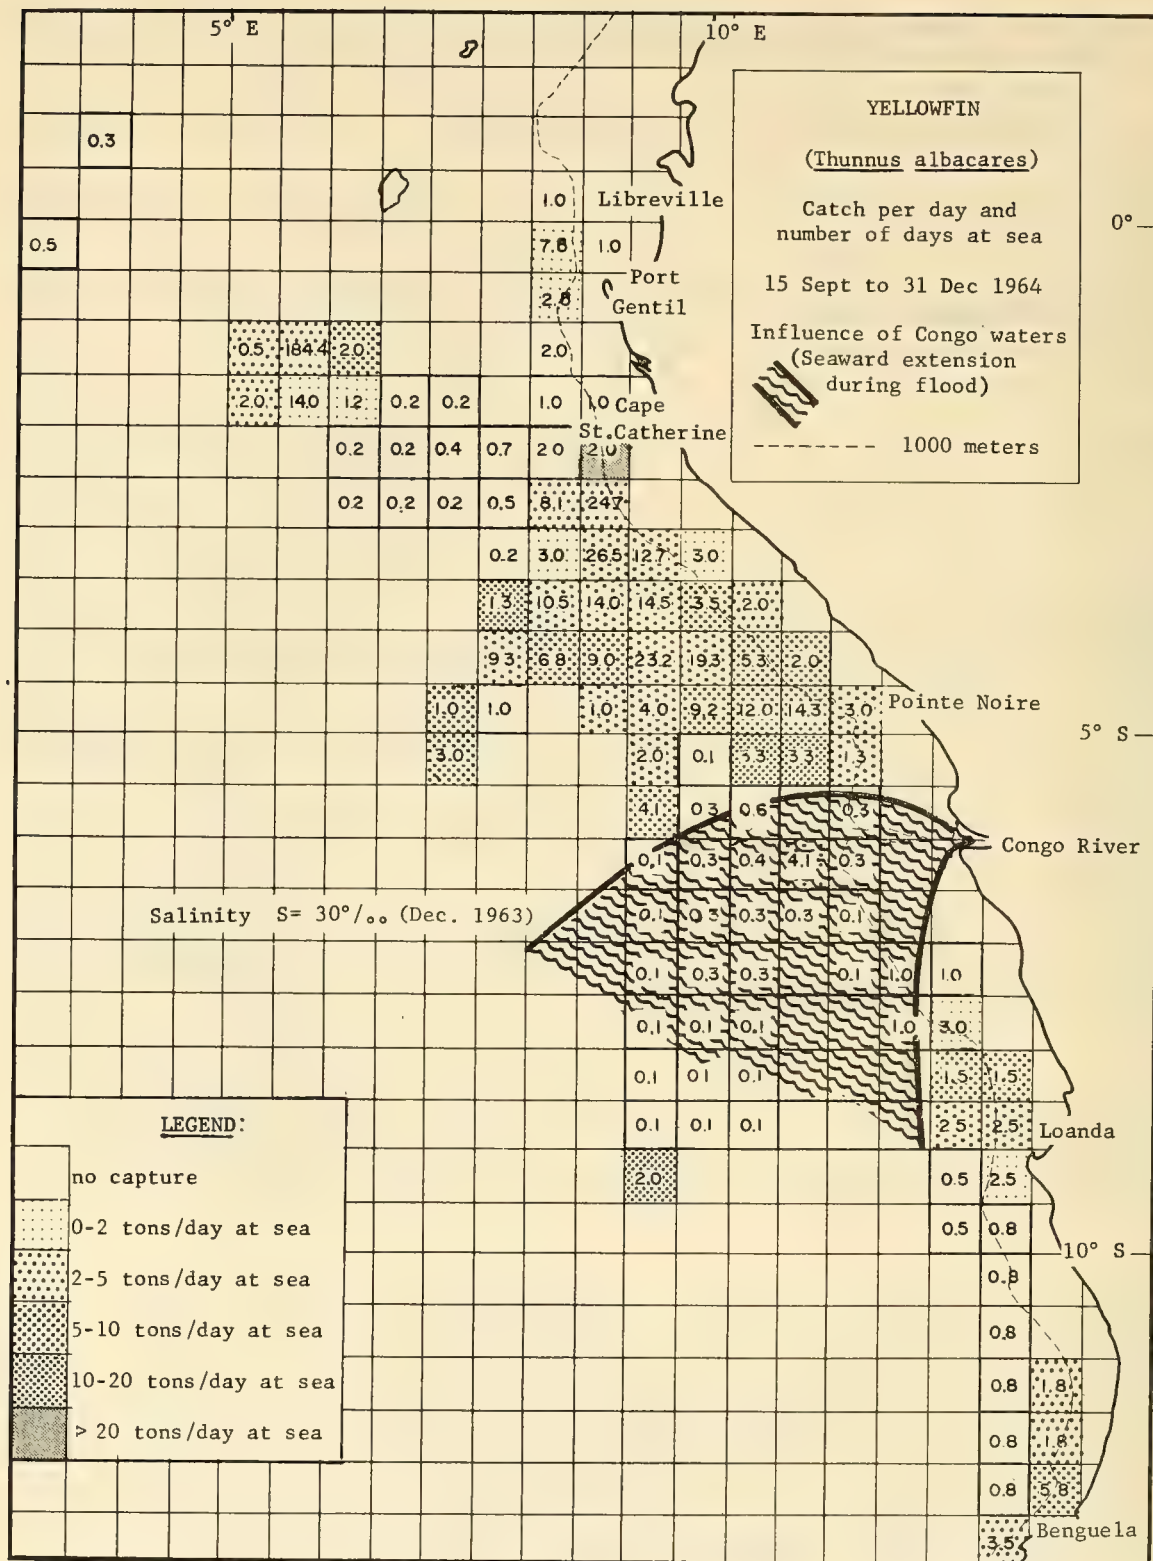 5° E 10° E
YELLOWFIN
(Thunnus albacares)
Catch per day and
number of days at sea
15 Sept to 31 Dec 1964
Influence of Congo waters
(Seaward extension
during flood)
1000 meters
0.3
1.0 Libreville
0°
0.5 7.8 1.0
Port
Gentil
2.8
0.5 184.4 2.0 2.0
2.0 14.0 1.2 0.2 0.2 1.0 1.0 Cape
St. Catherine
0.2 0.2 0.4 0.7 2.0 2.0
0.2 0.2 0.2 0.5 8.1 24.7
0.2 3.0 26.5 12.7 3.0
1.3 10.5 14.0 14.5 3.5 2.0
9.3 6.8 9.0 23.2 19.3 5.3 2.0
1.0 1.0 1.0 4.0 9.2 12.0 14.3 3.0 Pointe Noire
5° S
3.0 2.0 0.1 3.3 3.3 1.3
4.1 0.3 0.6 0.3
Congo River
0.1 0.3 0.4 4.1 0.3
Salinity S= 30°/oo (Dec. 1963) 0.1 0.3 0.3 0.3 0.1
0.1 0.3 0.3 0.1 1.0 1.0
0.1 0.1 0.1 1.0 3.0
0.1 0.1 0.1 1.5 1.5
0.1 0.1 0.1 2.5 2.5 Loanda
2.0 0.5 2.5
0.5 0.8
10° S
0.8
0.8
0.8 1.8
0.8 1.8
0.8 5.8
Benguela
3.5
LEGEND:
no capture
0-2 tons/day at sea
2-5 tons/day at sea
5-10 tons/day at sea
10-20 tons/day at sea
> 20 tons/day at sea